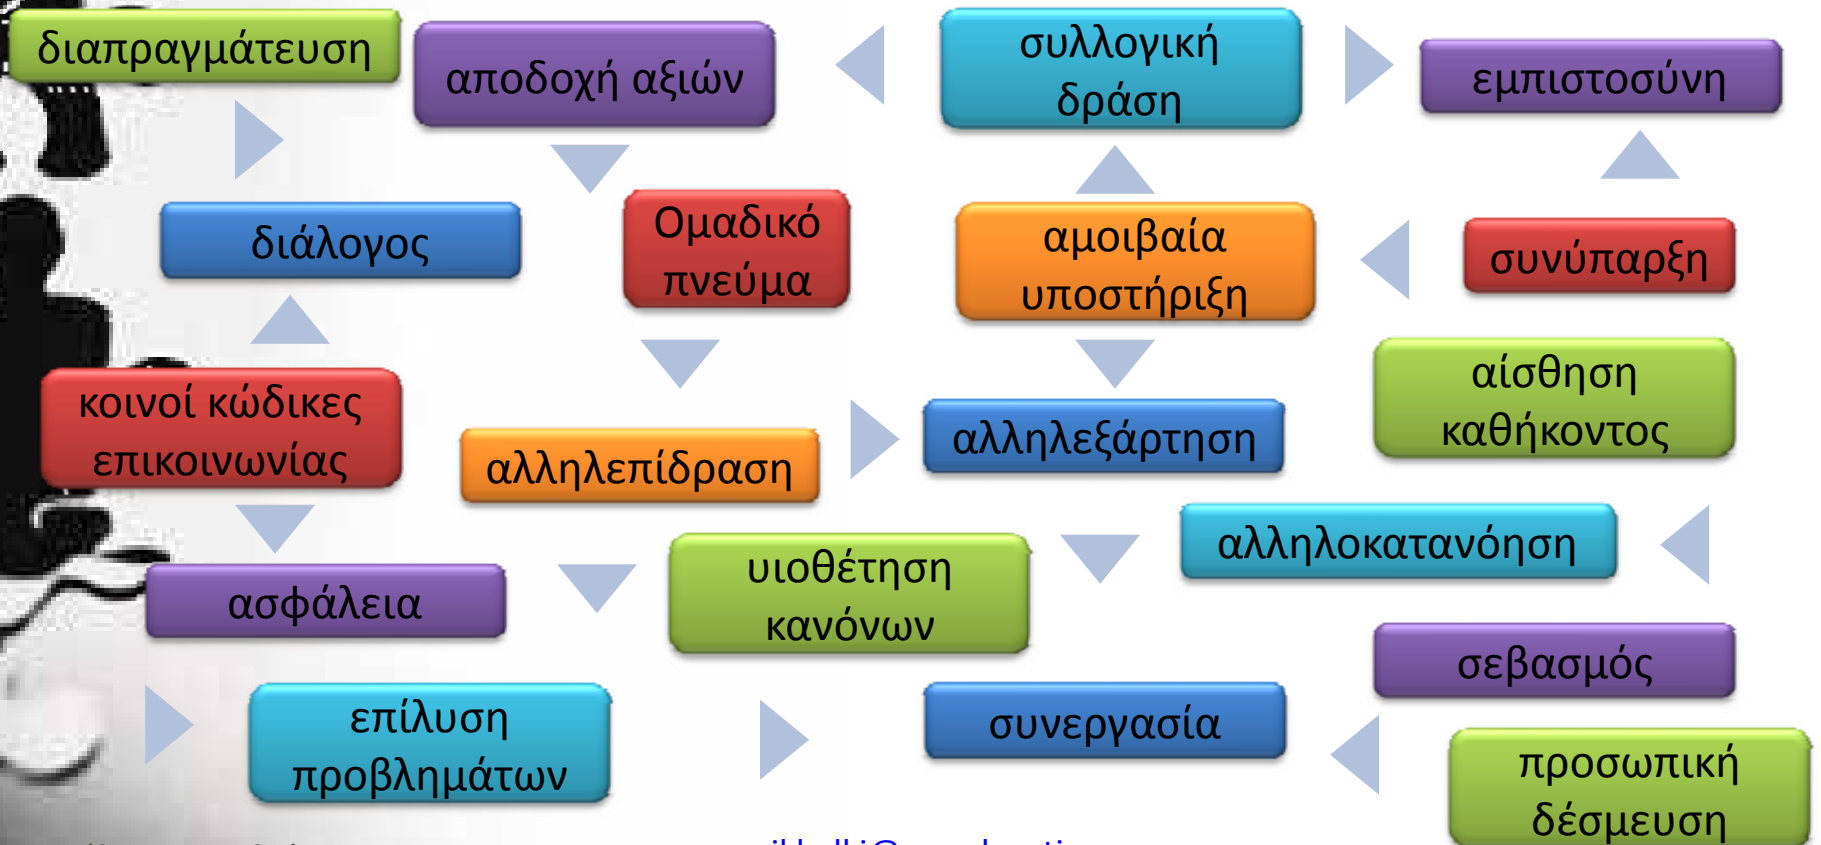 διαπραγμάτευση
αποδοχή αξιών
συλλογική
δράση
εμπιστοσύνη
διάλογος
Ομαδικό
πνεύμα
αμοιβαία
υποστήριξη
συνύπαρξη
κοινοί κώδικες
επικοινωνίας
αλληλεπίδραση
αλληλεξάρτηση
αίσθηση
καθήκοντος
ασφάλεια
υιοθέτηση
κανόνων
αλληλοκατανόηση
σεβασμός
επίλυση
προβλημάτων
συνεργασία
προσωπική
δέσμευση